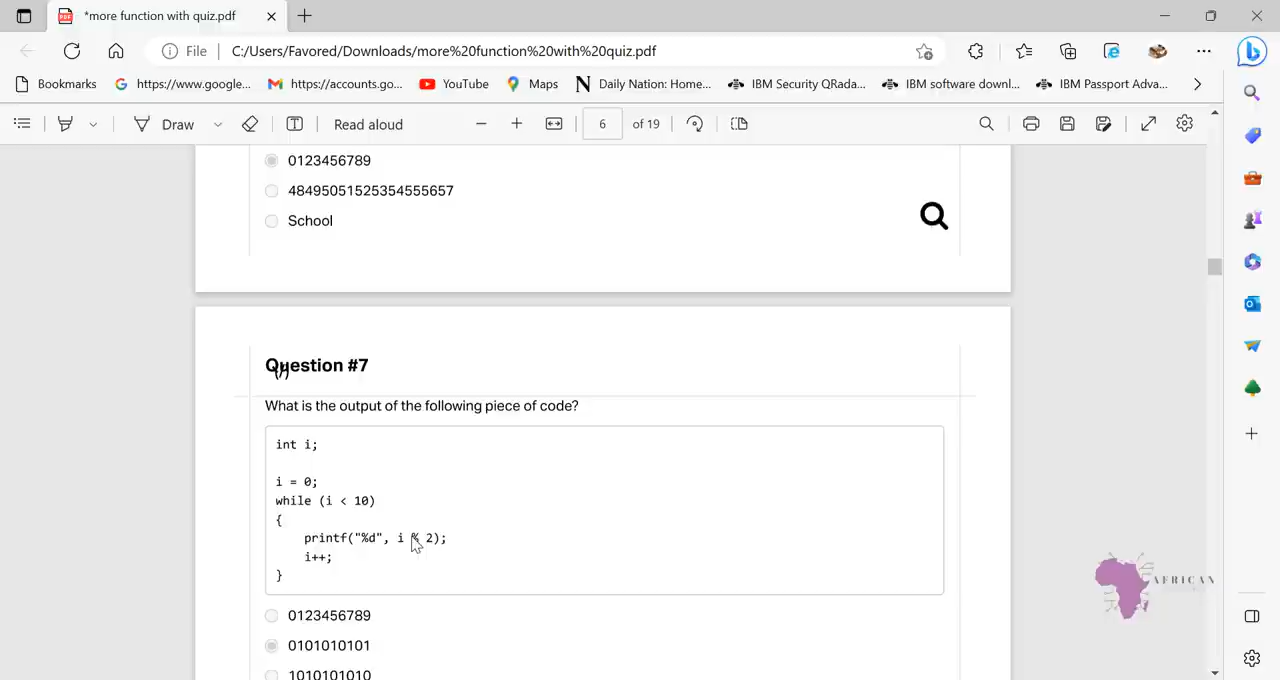 *more function with quiz.pdf
File C:/Users/Favored/Downloads/more%20function%20with%20quiz.pdf
Bookmarks https://www.google... https://accounts.go... YouTube Maps Daily Nation: Home... IBM Security QRada... IBM software downl... IBM Passport Adva...
Draw Read aloud 6 of 19
0123456789
48495051525354555657
School
Question #7
What is the output of the following piece of code?
int i;
i = 0;
while (i < 10)
{
printf("%d", i % 2);
i++;
}
AFRICAN
0123456789
0101010101
1010101010